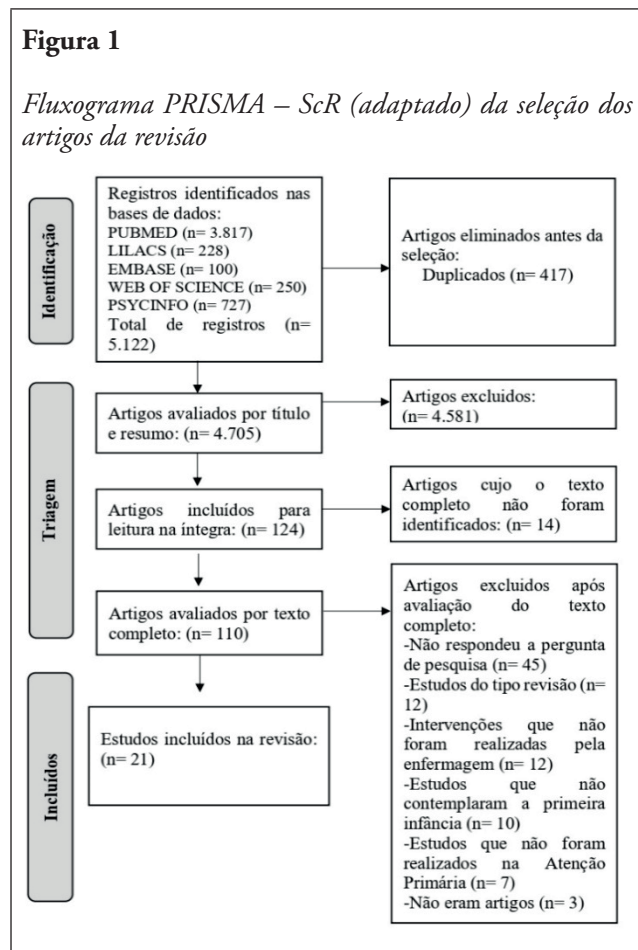 Figura 1
Fluxograma PRISMA – ScR (adaptado) da seleção dos
artigos da revisão
Identificação
Registros identificados nas
bases de dados:
PUBMED (n= 3.817)
LILACS (n= 228)
EMBASE (n= 100)
WEB OF SCIENCE (n= 250)
PSYCINFO (n= 727)
Total de registros (n=
5.122)
Artigos eliminados antes da
seleção:
Duplicados (n= 417)
Triagem
Artigos avaliados por título
e resumo: (n= 4.705)
Artigos excluidos:
(n= 4.581)
Artigos incluídos para
leitura na íntegra: (n= 124)
Artigos cujo o texto
completo não foram
identificados: (n= 14)
Artigos avaliados por texto
completo: (n= 110)
Artigos excluidos após
avaliação do texto
completo:
-Não respondeu a pergunta
de pesquisa (n= 45)
-Estudos do tipo revisão (n=
12)
-Intervenções que não
foram realizadas pela
enfermagem (n= 12)
-Estudos que não
contemplaram a primeira
infância (n= 10)
-Estudos que não foram
realizados na Atenção
Primária (n= 7)
-Não eram artigos (n= 3)
Incluídos
Estudos incluídos na revisão:
(n= 21)